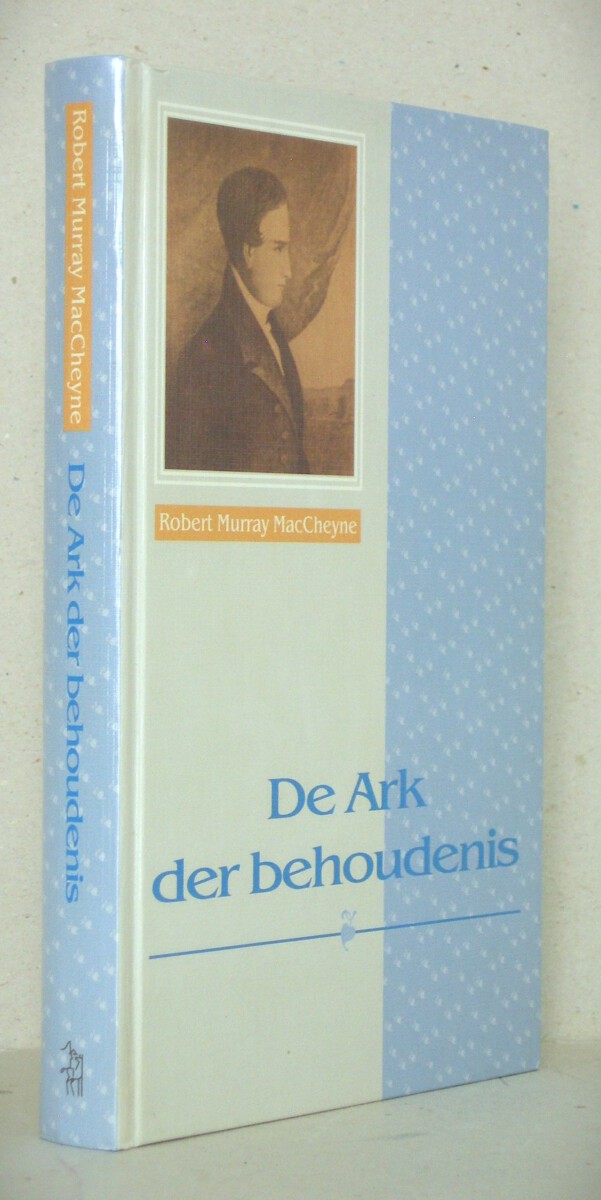 Robert Murray MacCheyne
De Ark der behoudenis
Robert Murray MacCheyne
De Ark
der behoudenis